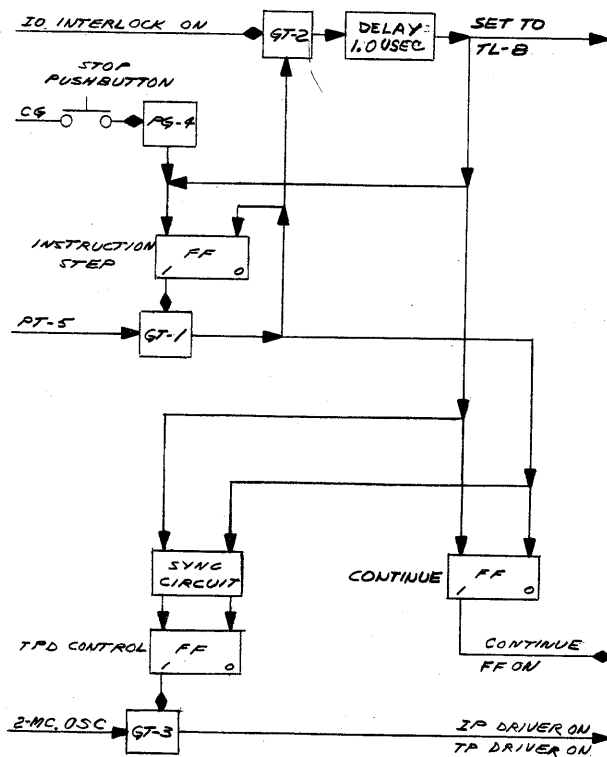 IO. INTERLOCK ON
GT-2
DELAY
1.0 USEC
SET TO
TL-8
STOP
PUSHBUTTON
CG
PG-4
INSTRUCTION
STEP
FF
1 0
PT-5
GT-1
SYNC
CIRCUIT
CONTINUE
FF
1 0
TPD CONTROL
FF
1 0
CONTINUE
FF ON
2-MC. OSC
GT-3
IP DRIVER ON
TP DRIVER ON